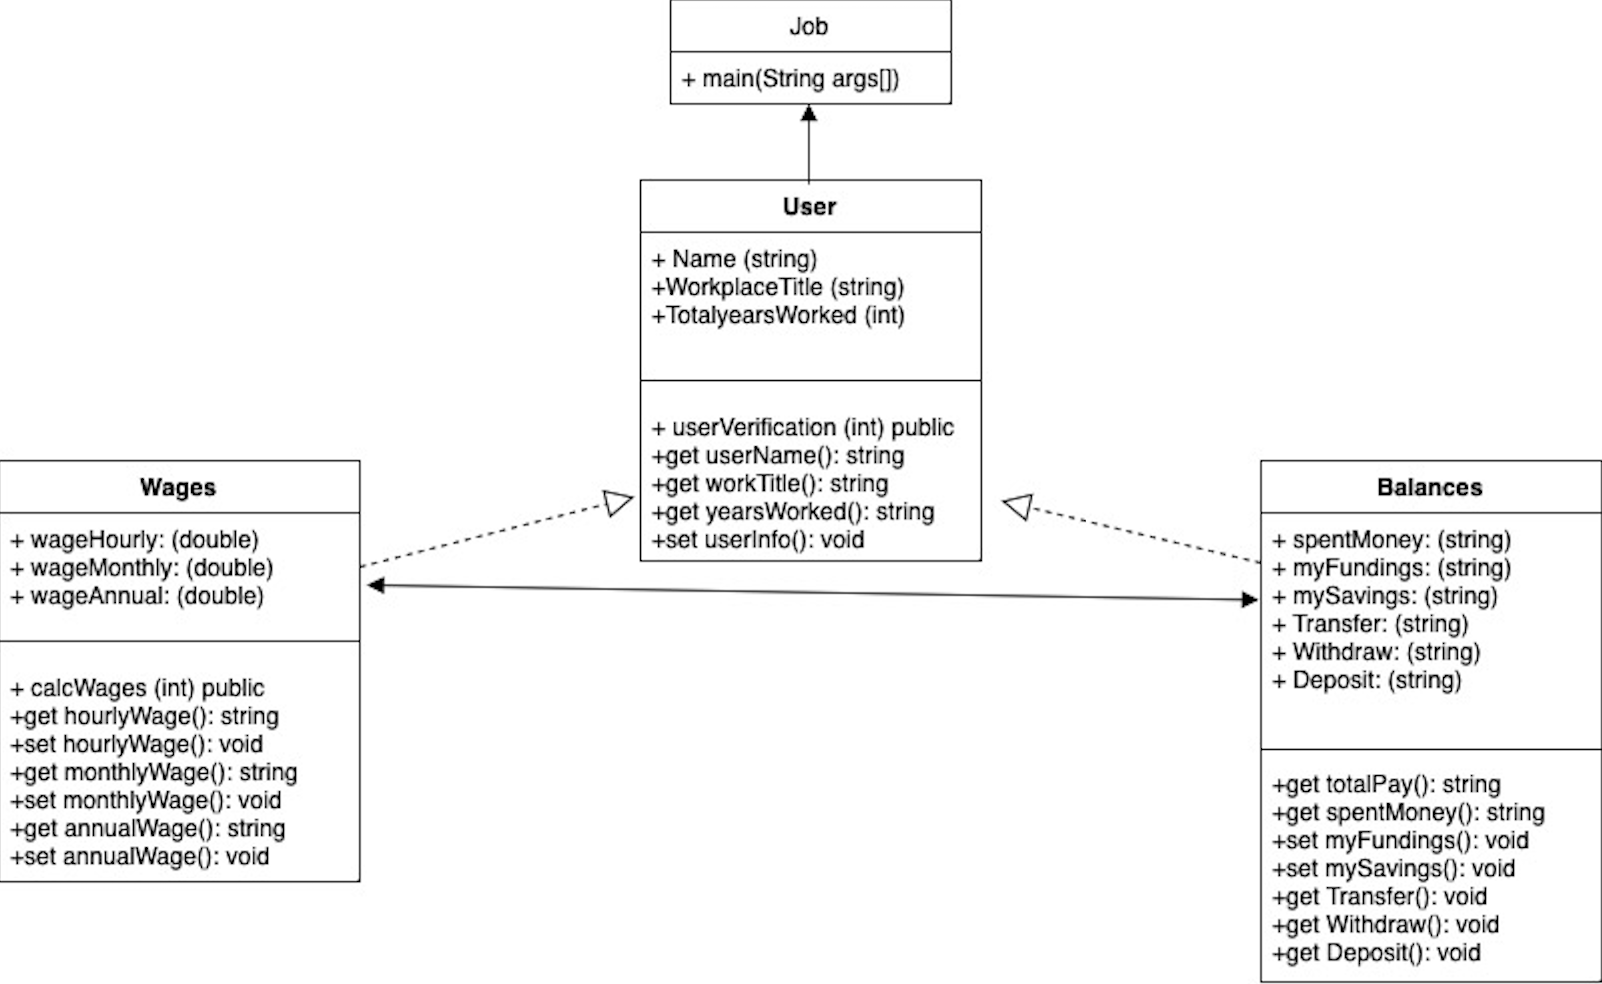 Job
+ main(String args[])
User
+ Name (string)
+WorkplaceTitle (string)
+TotalyearsWorked (int)
+ userVerification (int) public
+get userName(): string
+get workTitle(): string
+get yearsWorked(): string
+set userInfo(): void
Wages
+ wageHourly: (double)
+ wageMonthly: (double)
+ wageAnnual: (double)
+ calcWages (int) public
+get hourlyWage(): string
+set hourlyWage(): void
+get monthlyWage(): string
+set monthlyWage(): void
+get annualWage(): string
+set annualWage(): void
Balances
+ spentMoney: (string)
+ myFundings: (string)
+ mySavings: (string)
+ Transfer: (string)
+ Withdraw: (string)
+ Deposit: (string)
+get totalPay(): string
+get spentMoney(): string
+set myFundings(): void
+set mySavings(): void
+get Transfer(): void
+get Withdraw(): void
+get Deposit(): void